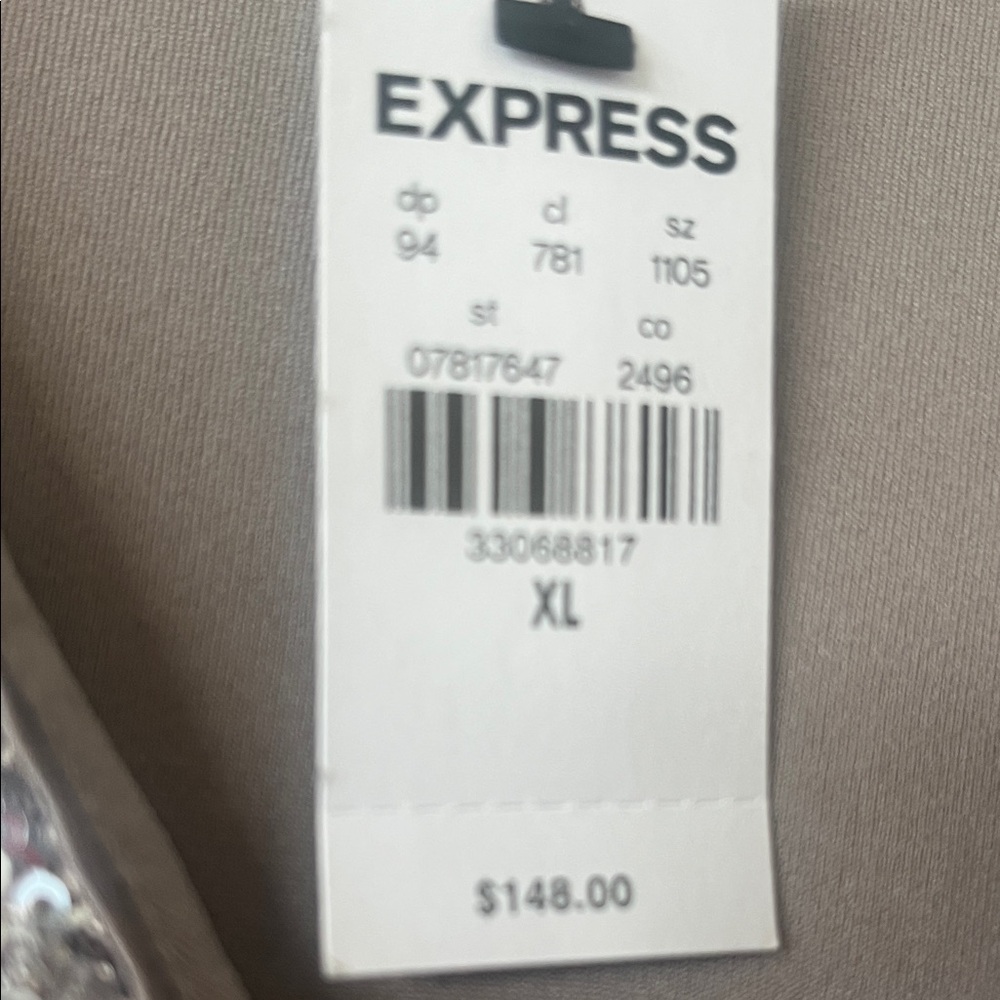 EXPRESS
dp cl sz
94 781 1105
st co
07817647 2496
33068817
XL
$148.00